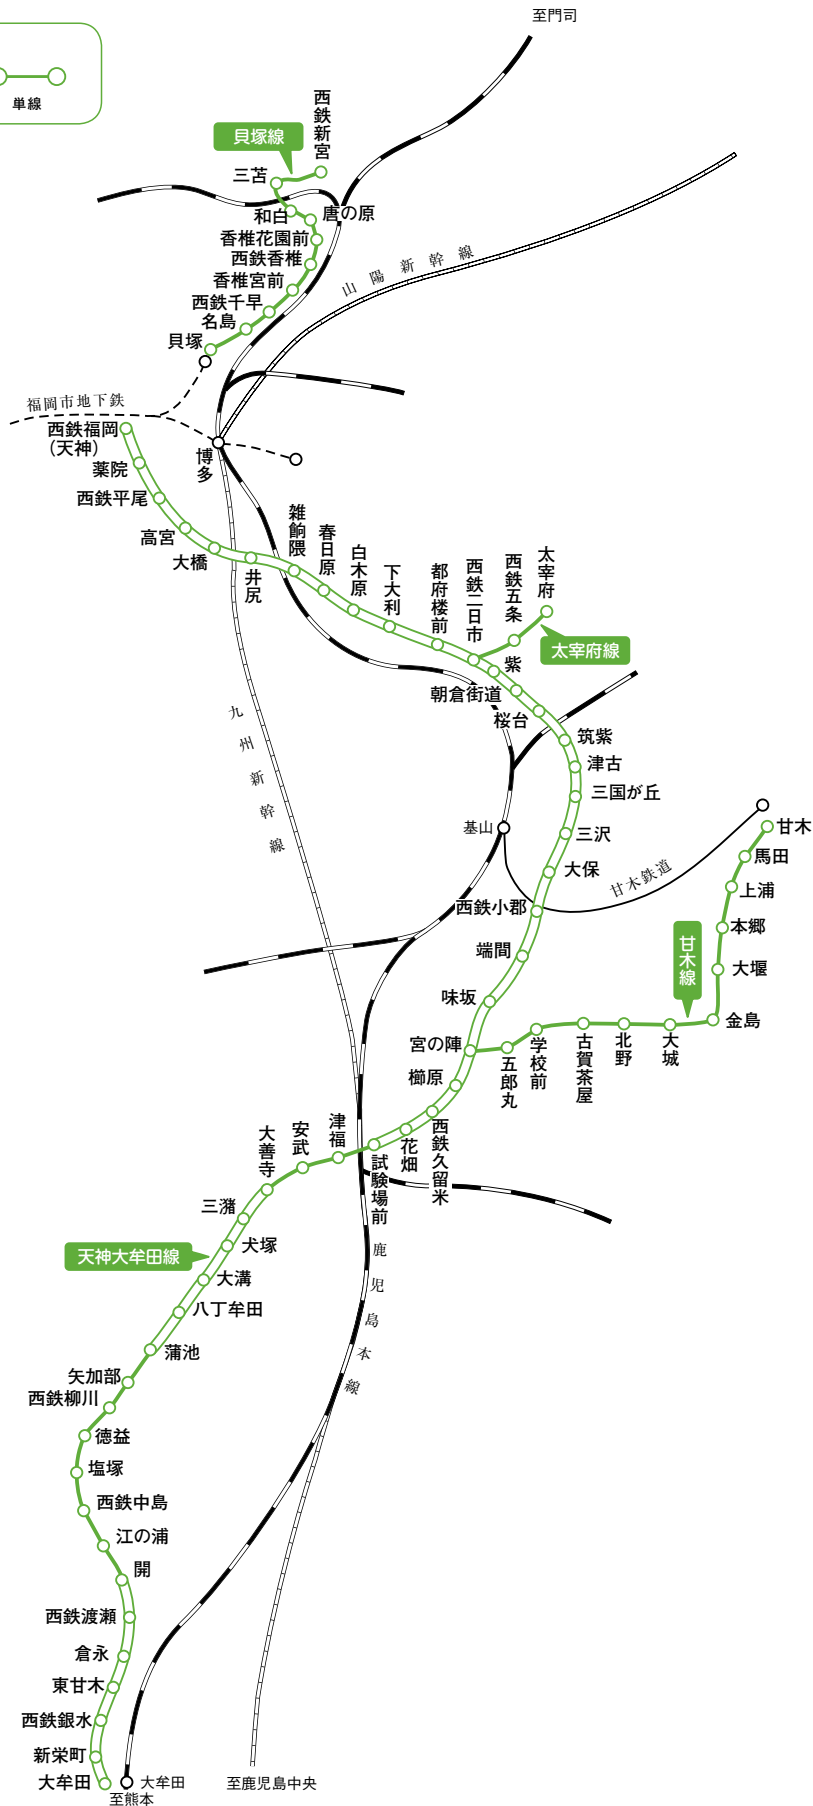 至門司
単線
西鉄新宮
貝塚線
三苫
和白
唐の原
香椎花園前
西鉄香椎
香椎宮前
西鉄千早
名島
貝塚
山陽新幹線
福岡市地下鉄
西鉄福岡
(天神)
博多
薬院
西鉄平尾
高宮
大橋
井尻
雑餉隈
春日原
白木原
下大利
都府楼前
西鉄二日市
西鉄五条
太宰府
太宰府線
紫
朝倉街道
桜台
筑紫
津古
三国が丘
九州新幹線
基山
三沢
大保
甘木鉄道
甘木
馬田
上浦
本郷
大堰
金島
甘木線
西鉄小郡
端間
味坂
宮の陣
五郎丸
学校前
古賀茶屋
北野
大城
櫛原
西鉄久留米
花畑
試験場前
津福
安武
大善寺
三潴
犬塚
天神大牟田線
大溝
八丁牟田
蒲池
鹿児島本線
矢加部
西鉄柳川
徳益
塩塚
西鉄中島
江の浦
開
西鉄渡瀬
倉永
東甘木
西鉄銀水
新栄町
大牟田
大牟田
至熊本
至鹿児島中央